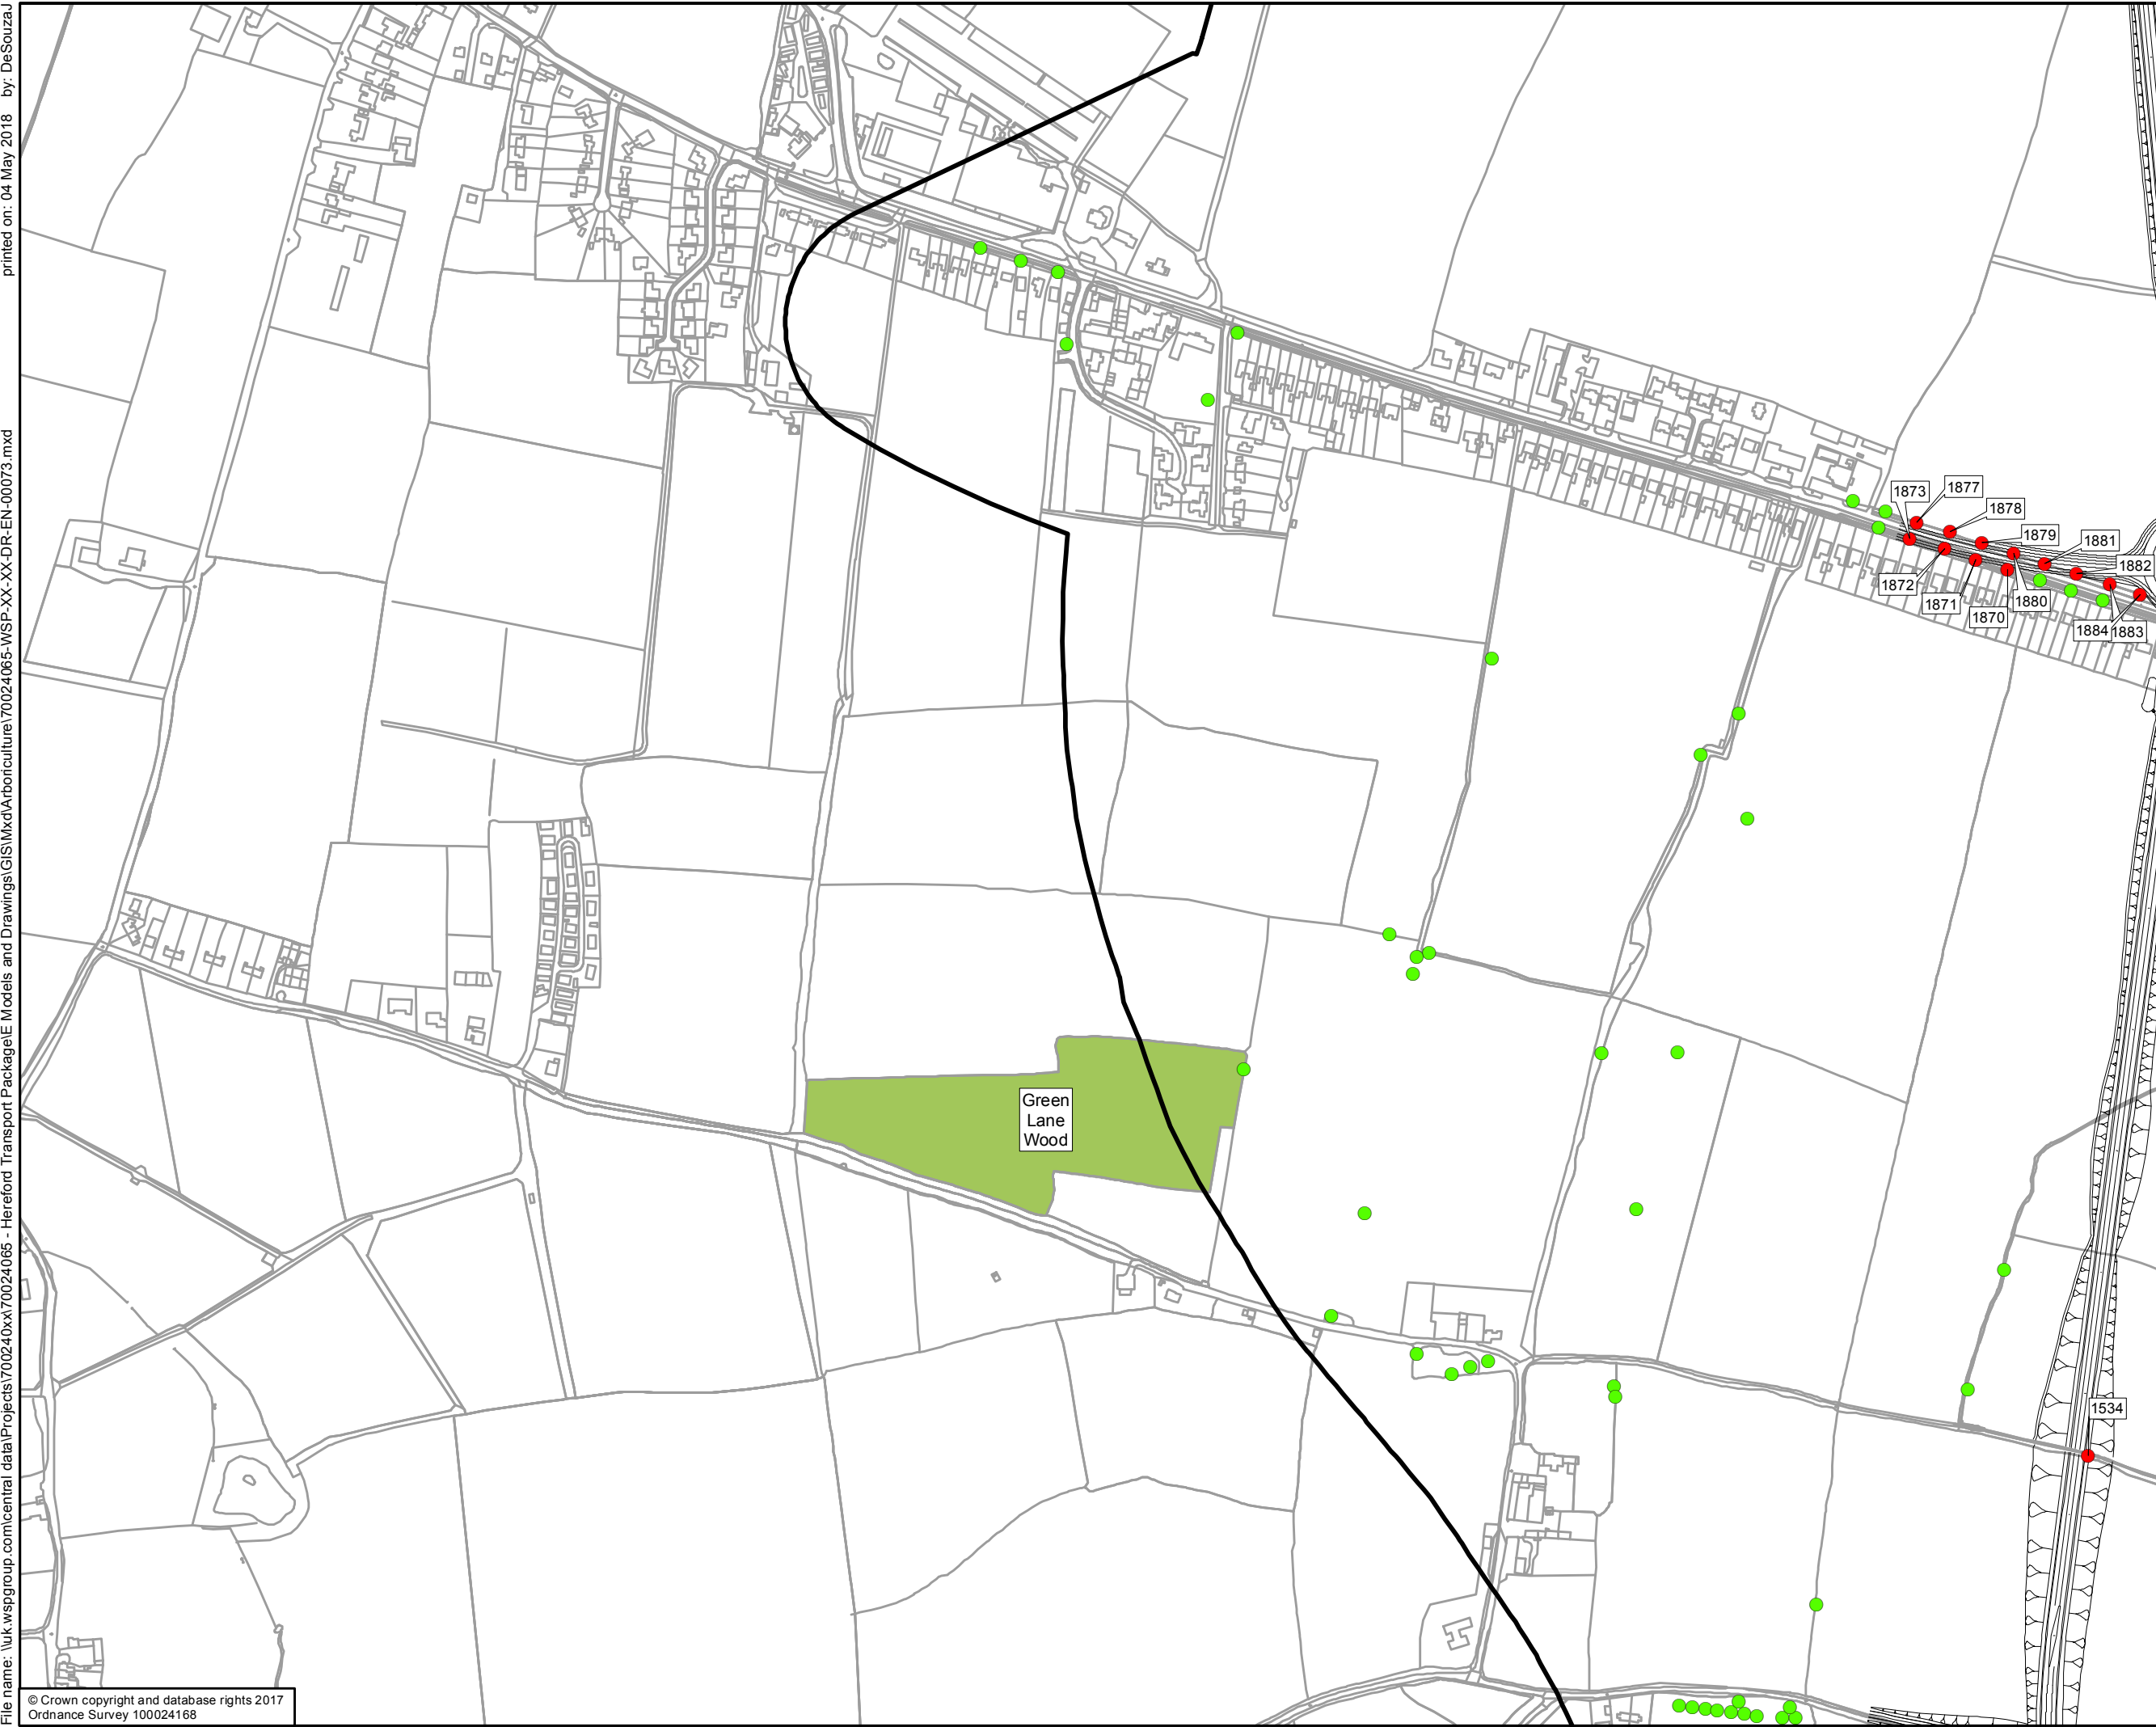 File name: \\uk.wspgroup.com\central data\Projects\700240xx\70024065 - Hereford Transport Package\E Models and Drawings\GIS\Mxd\Arboriculture\70024065-WSP-XX-XX-DR-EN-00073.mxd printed on: 04 May 2018 by: DeSouzaJ
1873
1877
1878
1879
1881
1882
1872
1871
1870
1880
1884
1883
Green
Lane
Wood
1534
© Crown copyright and database rights 2017
Ordnance Survey 100024168